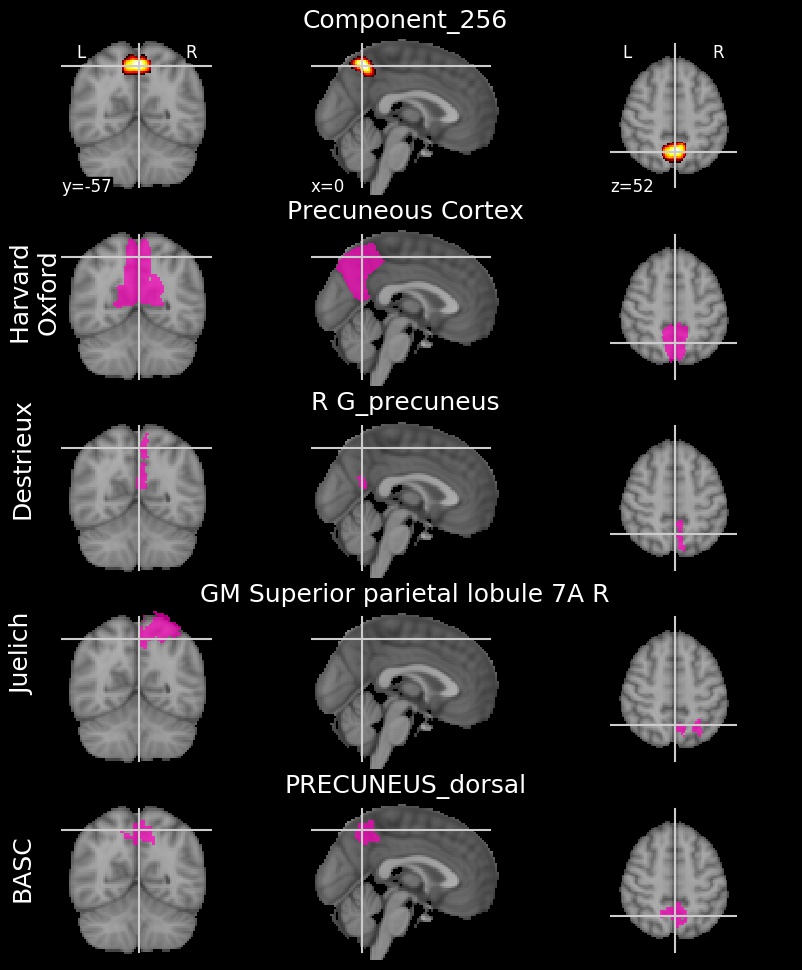 Component_256
L R
L R
y=-57
x=0
z=52
Precuneous Cortex
Harvard
Oxford
R G_precuneus
Destrieux
GM Superior parietal lobule 7A R
Juelich
PRECUNEUS_dorsal
BASC